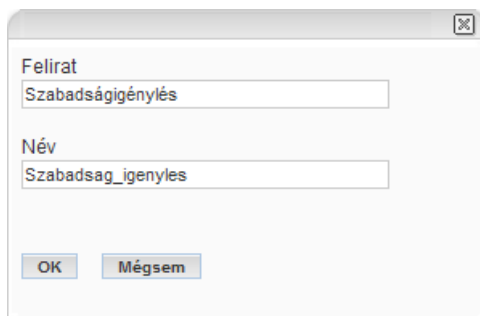 Felirat
Szabadságigénylés
Név
Szabadsag_igenyles
OK Mégsem